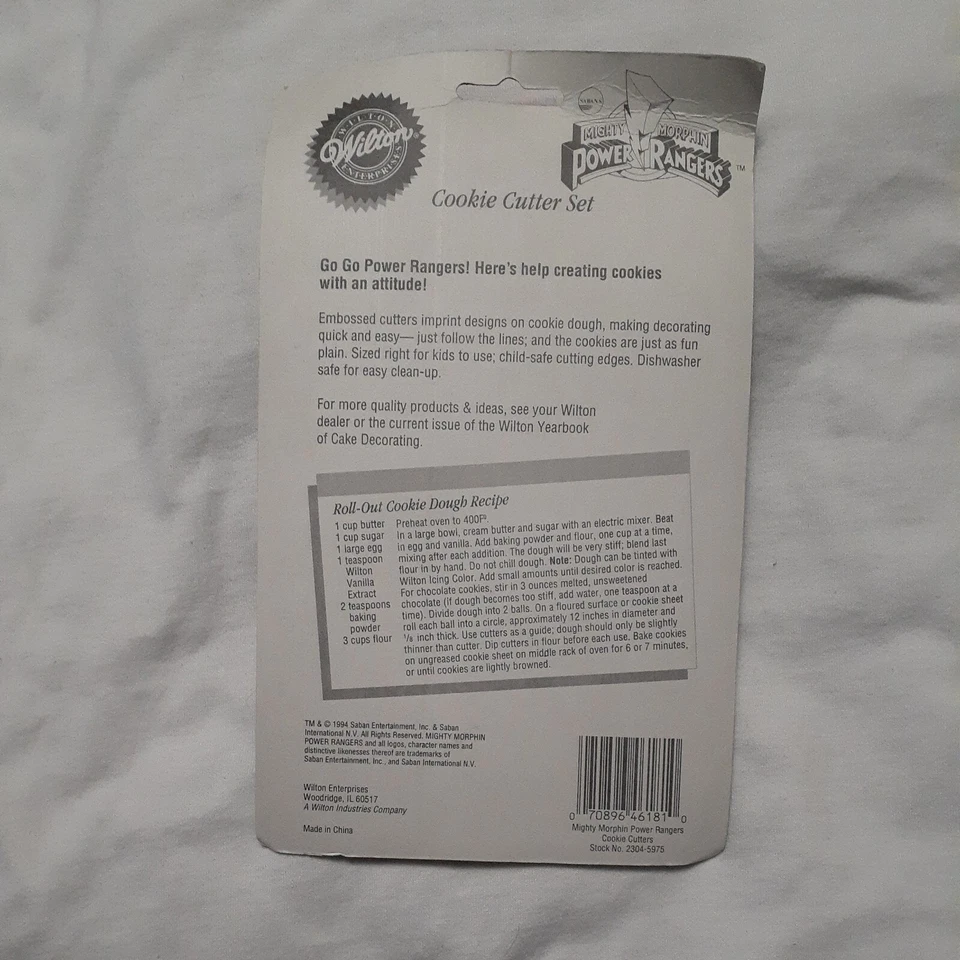 WILTON
Wilton
ENTERPRISES
SABAN
MIGHTY MORPHIN
POWER RANGERS
TM
Cookie Cutter Set
Go Go Power Rangers! Here's help creating cookies
with an attitude!
Embossed cutters imprint designs on cookie dough, making decorating
quick and easy— just follow the lines; and the cookies are just as fun
plain. Sized right for kids to use; child-safe cutting edges. Dishwasher
safe for easy clean-up.
For more quality products & ideas, see your Wilton
dealer or the current issue of the Wilton Yearbook
of Cake Decorating.
Roll-Out Cookie Dough Recipe
1 cup butter
1 cup sugar
1 large egg
1 teaspoon
Wilton
Vanilla
Extract
2 teaspoons
baking
powder
3 cups flour
Preheat oven to 400F°.
In a large bowl, cream butter and sugar with an electric mixer. Beat
in egg and vanilla. Add baking powder and flour, one cup at a time,
mixing after each addition. The dough will be very stiff; blend last
flour in by hand. Do not chill dough. Note: Dough can be tinted with
Wilton Icing Color. Add small amounts until desired color is reached.
For chocolate cookies, stir in 3 ounces melted, unsweetened
chocolate (if dough becomes too stiff, add water, one teaspoon at a
time). Divide dough into 2 balls. On a floured surface or cookie sheet
roll each ball into a circle, approximately 12 inches in diameter and
1/8 inch thick. Use cutters as a guide; dough should only be slightly
thinner than cutter. Dip cutters in flour before each use. Bake cookies
on ungreased cookie sheet on middle rack of oven for 6 or 7 minutes,
or until cookies are lightly browned.
TM & © 1994 Saban Entertainment, Inc. & Saban
International N.V. All Rights Reserved. MIGHTY MORPHIN
POWER RANGERS and all logos, character names and
distinctive likenesses thereof are trademarks of
Saban Entertainment, Inc., and Saban International N.V.
Wilton Enterprises
Woodridge, IL 60517
A Wilton Industries Company
Made in China
0 70896 46181 0
Mighty Morphin Power Rangers
Cookie Cutters
Stock No. 2304-5975